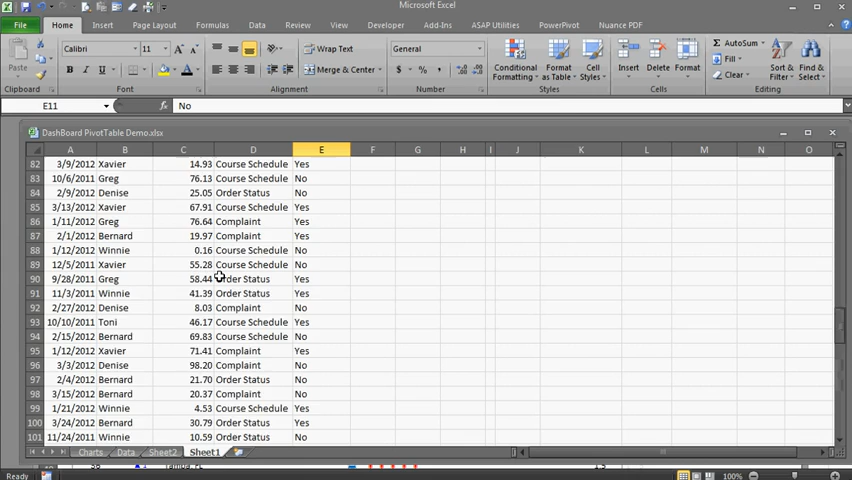 Microsoft Excel
File Home Insert Page Layout Formulas Data Review View Developer Add-Ins ASAP Utilities PowerPivot Nuance PDF
Calibri 11 Wrap Text General AutoSum
Paste B I U Merge & Center $ % , Conditional Formatting Format as Table Cell Styles Insert Delete Format Fill Clear Sort & Filter Find & Select
Clipboard Font Alignment Number Styles Cells Editing
E11 fx No
DashBoard PivotTable Demo.xlsx
A B C D E F G H I J K L M N O
82 3/9/2012 Xavier 14.93 Course Schedule Yes
83 10/6/2011 Greg 76.13 Course Schedule No
84 2/9/2012 Denise 25.05 Order Status No
85 3/13/2012 Xavier 67.91 Course Schedule Yes
86 1/11/2012 Greg 76.64 Complaint Yes
87 2/1/2012 Bernard 19.97 Complaint Yes
88 1/12/2012 Winnie 0.16 Course Schedule No
89 12/5/2011 Xavier 55.28 Course Schedule No
90 9/28/2011 Greg 58.44 Order Status Yes
91 11/3/2011 Winnie 41.39 Order Status Yes
92 2/27/2012 Denise 8.03 Complaint No
93 10/10/2011 Toni 46.17 Course Schedule Yes
94 2/15/2012 Bernard 69.83 Course Schedule No
95 1/12/2012 Xavier 71.41 Complaint Yes
96 3/3/2012 Denise 98.20 Complaint No
97 2/4/2012 Bernard 21.70 Order Status No
98 3/15/2012 Bernard 20.37 Complaint No
99 1/21/2012 Winnie 4.53 Course Schedule Yes
100 3/24/2012 Bernard 30.79 Order Status No
101 11/24/2011 Winnie 10.59 Order Status No
Charts Data Sheet2 Sheet1
Ready 100%